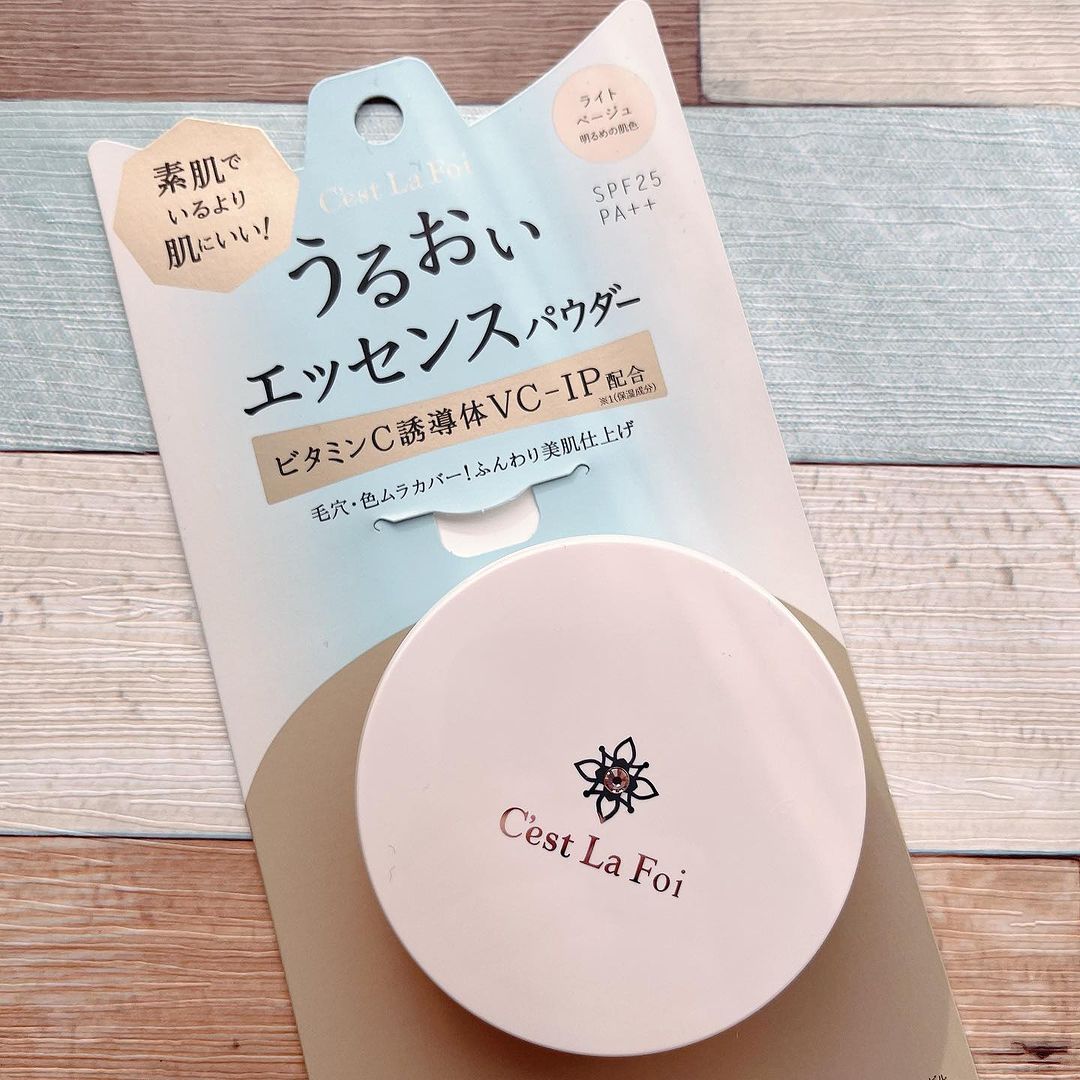 素肌で
いるより
肌にいい!
ライト
ベージュ
明るめの肌色
SPF25
PA++
C'est La Foi
うるおい
エッセンスパウダー
ビタミンC誘導体VC-IP配合
※1(保湿成分)
毛穴・色ムラカバー!ふんわり美肌仕上げ
C'est La Foi